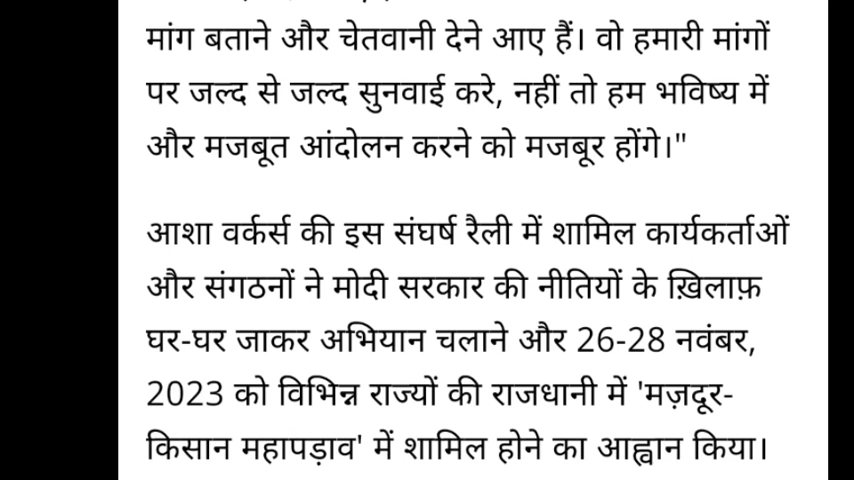 मांग बताने और चेतवानी देने आए हैं। वो हमारी मांगों
पर जल्द से जल्द सुनवाई करे, नहीं तो हम भविष्य में
और मजबूत आंदोलन करने को मजबूर होंगे।"
आशा वर्कर्स की इस संघर्ष रैली में शामिल कार्यकर्ताओं
और संगठनों ने मोदी सरकार की नीतियों के ख़िलाफ़
घर-घर जाकर अभियान चलाने और 26-28 नवंबर,
2023 को विभिन्न राज्यों की राजधानी में 'मज़दूर-
किसान महापड़ाव' में शामिल होने का आह्वान किया।